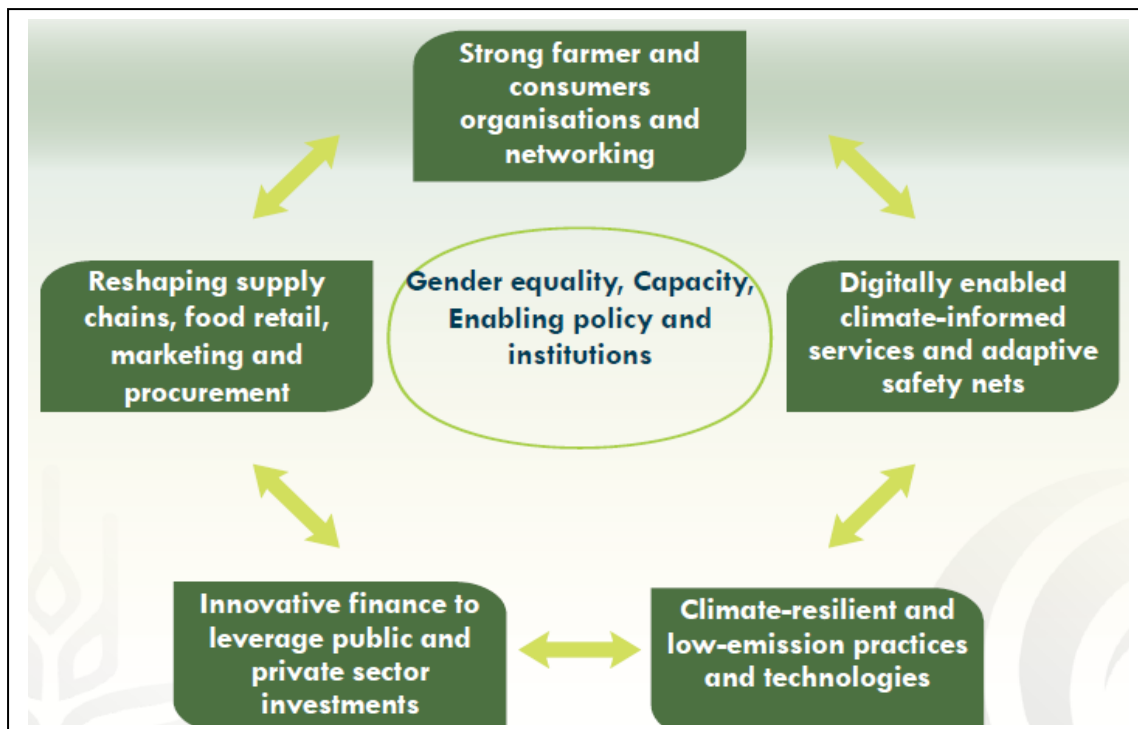 Strong farmer and
consumers
organisations and
networking
Reshaping supply
chains, food retail,
marketing and
procurement
Gender equality, Capacity,
Enabling policy and
institutions
Digitally enabled
climate-informed
services and adaptive
safety nets
Innovative finance to
leverage public and
private sector
investments
Climate-resilient and
low-emission practices
and technologies